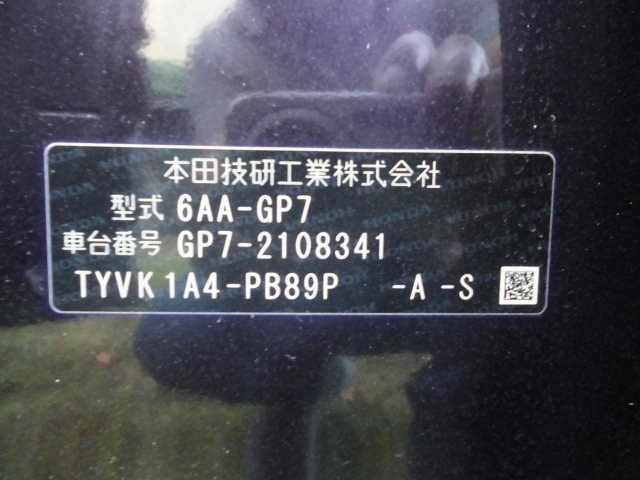 本田技研工業株式会社
型式 6AA-GP7
車台番号 GP7-2108341
TYVK1A4-PB89P -A -S